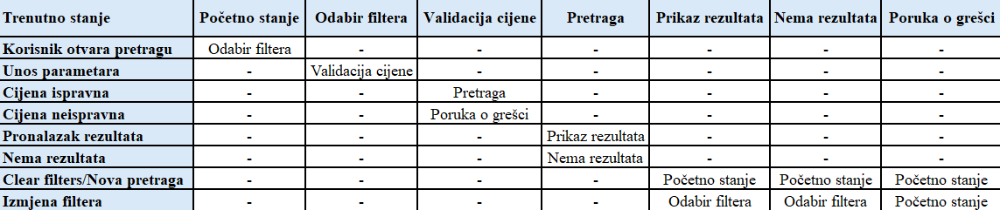 Trenutno stanje Početno stanje Odabir filtera Validacija cijene Pretraga Prikaz rezultata Nema rezultata Poruka o grešci
Korisnik otvara pretragu Odabir filtera - - - - - -
Unos parametara - Validacija cijene - - - - -
Cijena ispravna - - Pretraga - - - -
Cijena neispravna - - Poruka o grešci - - - -
Pronalazak rezultata - - - Prikaz rezultata - - -
Nema rezultata - - - Nema rezultata - - -
Clear filters/Nova pretraga - - - - Početno stanje Početno stanje Početno stanje
Izmjena filtera - - - - Odabir filtera Odabir filtera Početno stanje